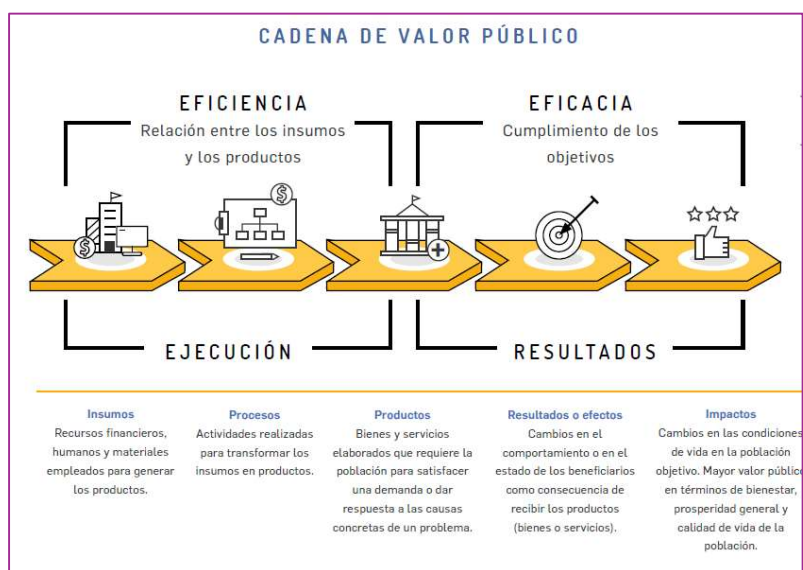 CADENA DE VALOR PÚBLICO
EFICIENCIA
Relación entre los insumos
y los productos
EFICACIA
Cumplimiento de los
objetivos
$
$
EJECUCIÓN
RESULTADOS
Insumos
Recursos financieros,
humanos y materiales
empleados para generar
los productos.
Procesos
Actividades realizadas
para transformar los
insumos en productos.
Productos
Bienes y servicios
elaborados que requiere la
población para satisfacer
una demanda o dar
respuesta a las causas
concretas de un problema.
Resultados o efectos
Cambios en el
comportamiento o en el
estado de los beneficiarios
como consecuencia de
recibir los productos
(bienes o servicios).
Impactos
Cambios en las condiciones
de vida en la población
objetivo. Mayor valor público
en términos de bienestar,
prosperidad general y
calidad de vida de la
población.